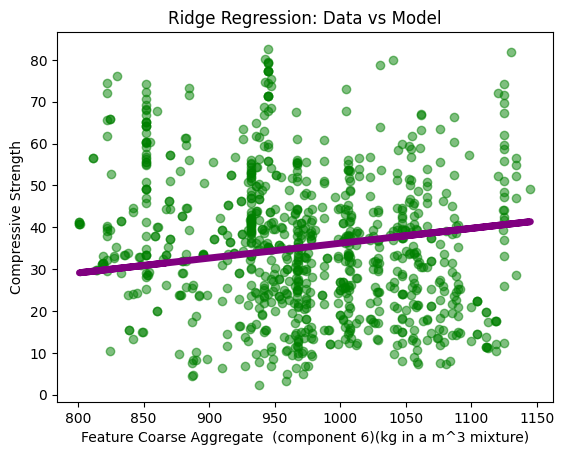 Ridge Regression: Data vs Model
Compressive Strength
80
70
60
50
40
30
20
10
0
800 850 900 950 1000 1050 1100 1150
Feature Coarse Aggregate  (component 6)(kg in a m^3 mixture)